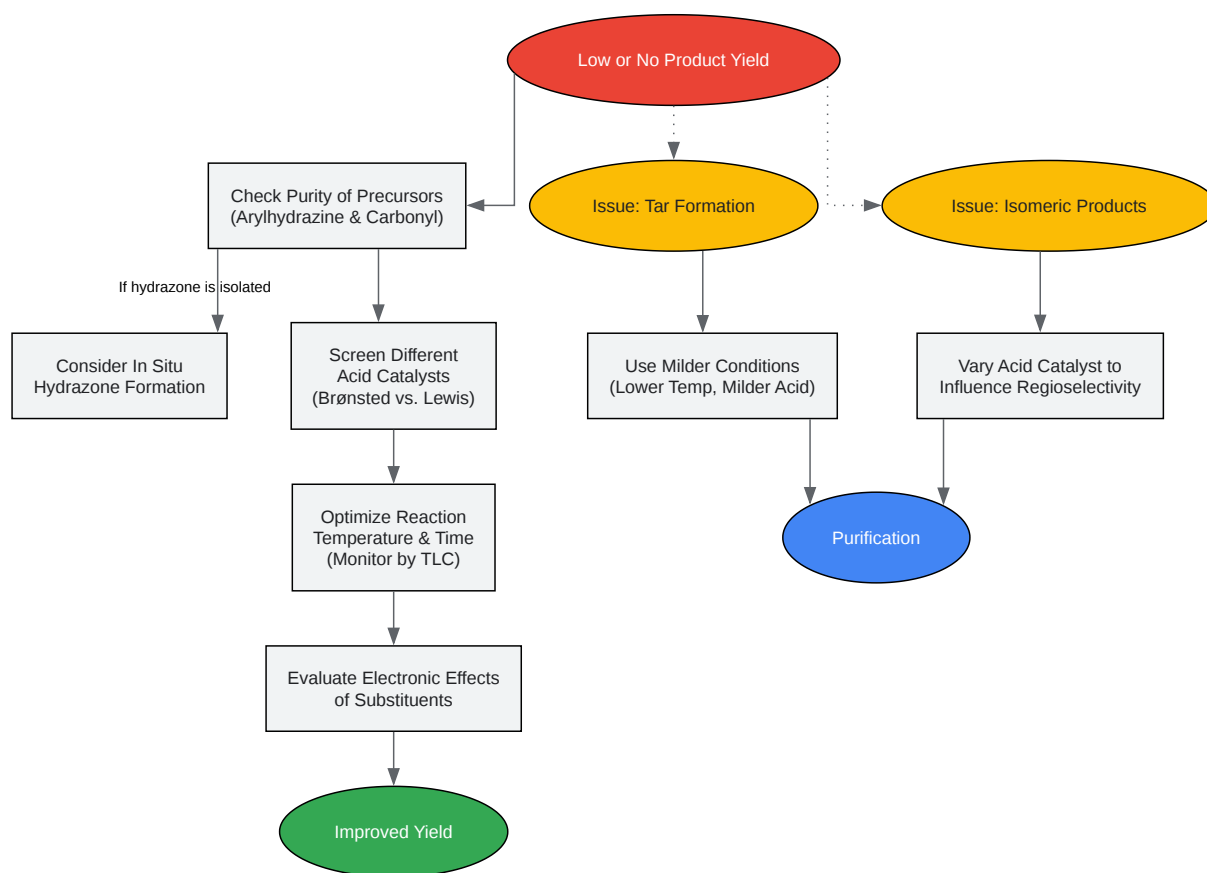 Low or No Product Yield
Check Purity of Precursors
(Arylhydrazine & Carbonyl)
Issue: Tar Formation
Issue: Isomeric Products
If hydrazone is isolated
Consider In Situ
Hydrazone Formation
Screen Different
Acid Catalysts
(Brønsted vs. Lewis)
Use Milder Conditions
(Lower Temp, Milder Acid)
Vary Acid Catalyst to
Influence Regioselectivity
Optimize Reaction
Temperature & Time
(Monitor by TLC)
Purification
Evaluate Electronic Effects
of Substituents
Improved Yield